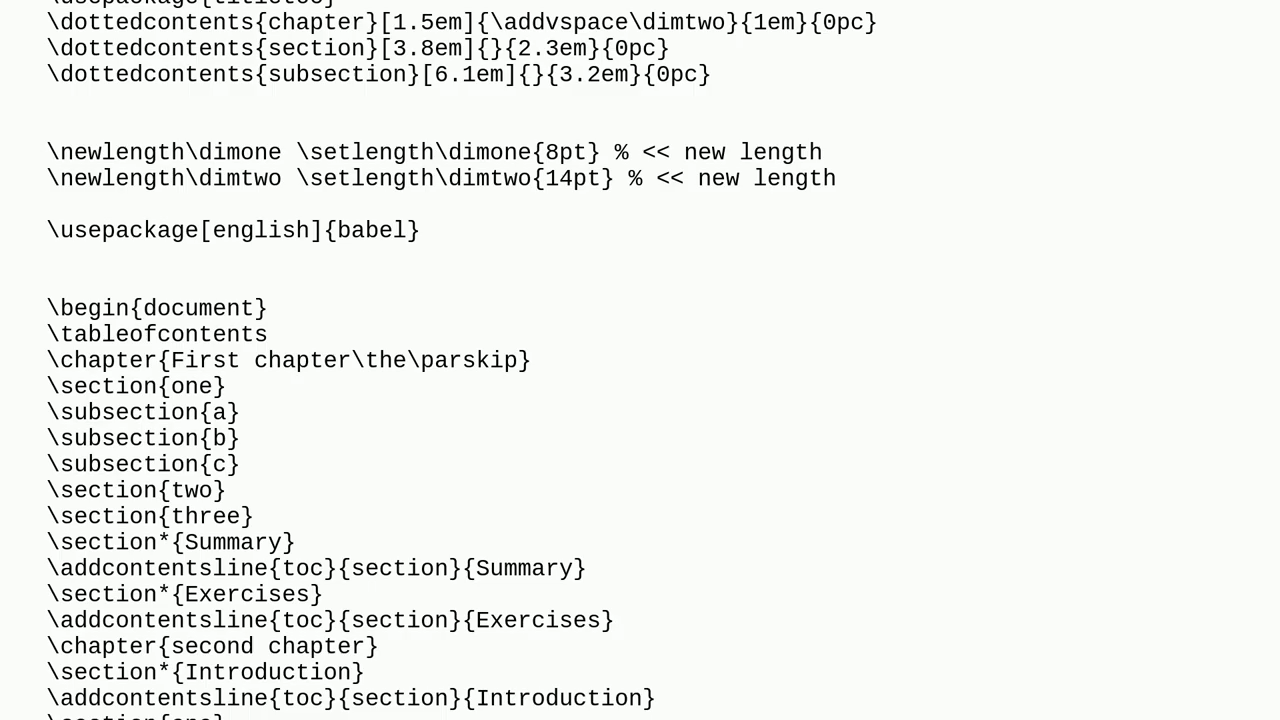 \usepackage{titletoc}
\dottedcontents{chapter}[1.5em]{\addvspace\dimtwo}{1em}{0pc}
\dottedcontents{section}[3.8em]{}{2.3em}{0pc}
\dottedcontents{subsection}[6.1em]{}{3.2em}{0pc}
\newlength\dimone \setlength\dimone{8pt} % << new length
\newlength\dimtwo \setlength\dimtwo{14pt} % << new length
\usepackage[english]{babel}
\begin{document}
\tableofcontents
\chapter{First chapter\the\parskip}
\section{one}
\subsection{a}
\subsection{b}
\subsection{c}
\section{two}
\section{three}
\section*{Summary}
\addcontentsline{toc}{section}{Summary}
\section*{Exercises}
\addcontentsline{toc}{section}{Exercises}
\chapter{second chapter}
\section*{Introduction}
\addcontentsline{toc}{section}{Introduction}
\section{one}